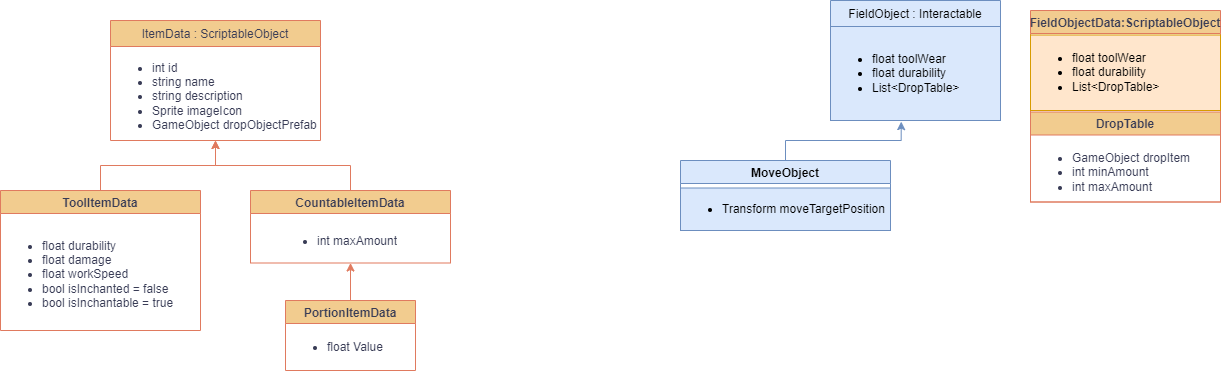 ItemData : ScriptableObject
int id
string name
string description
Sprite imageIcon
GameObject dropObjectPrefab
ToolItemData
float durability
float damage
float workSpeed
bool isInchanted = false
bool isInchantable = true
CountableItemData
int maxAmount
PortionItemData
float Value
FieldObject : Interactable
float toolWear
float durability
List<DropTable>
MoveObject
Transform moveTargetPosition
FieldObjectData: ScriptableObject
float toolWear
float durability
List<DropTable>
DropTable
GameObject dropItem
int minAmount
int maxAmount